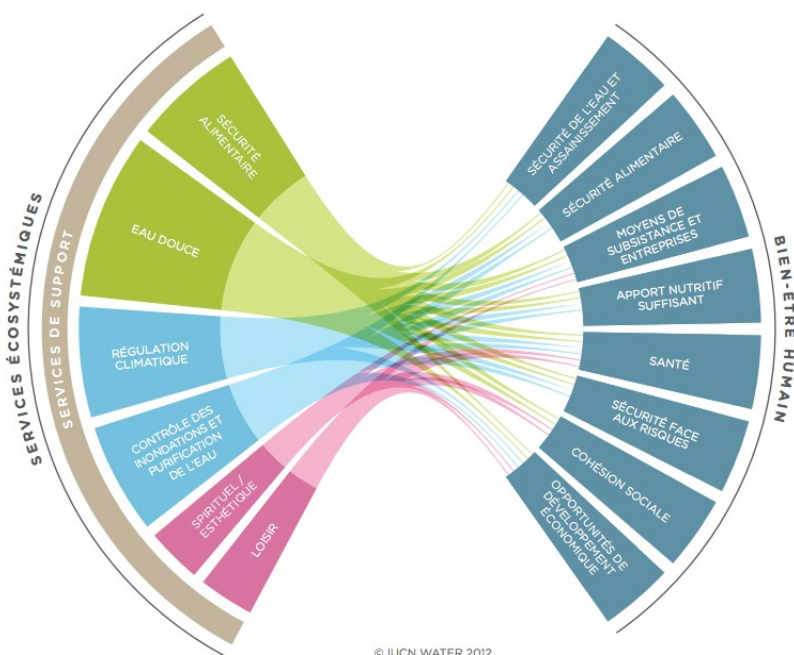 SERVICES ÉCOSYSTÉMIQUES
SERVICES DE SUPPORT
SÉCURITÉ
ALIMENTAIRE
EAU DOUCE
RÉGULATION
CLIMATIQUE
CONTRÔLE DES
INONDATIONS ET
PURIFICATION
DE L'EAU
SPIRITUEL/
ESTHÉTIQUE
LOISIR
SÉCURITÉ DE L'EAU ET
ASSAINISSEMENT
SÉCURITÉ ALIMENTAIRE
MOYENS DE
SUBSISTANCE ET
ENTREPRISES
APPORT NUTRITIF
SUFFISANT
SANTÉ
SÉCURITÉ FACE
AUX RISQUES
COHÉSION SOCIALE
OPPORTUNITÉS DE
DÉVELOPPEMENT
ÉCONOMIQUE
BIEN-ÊTRE HUMAIN
© IUCN WATER 2012